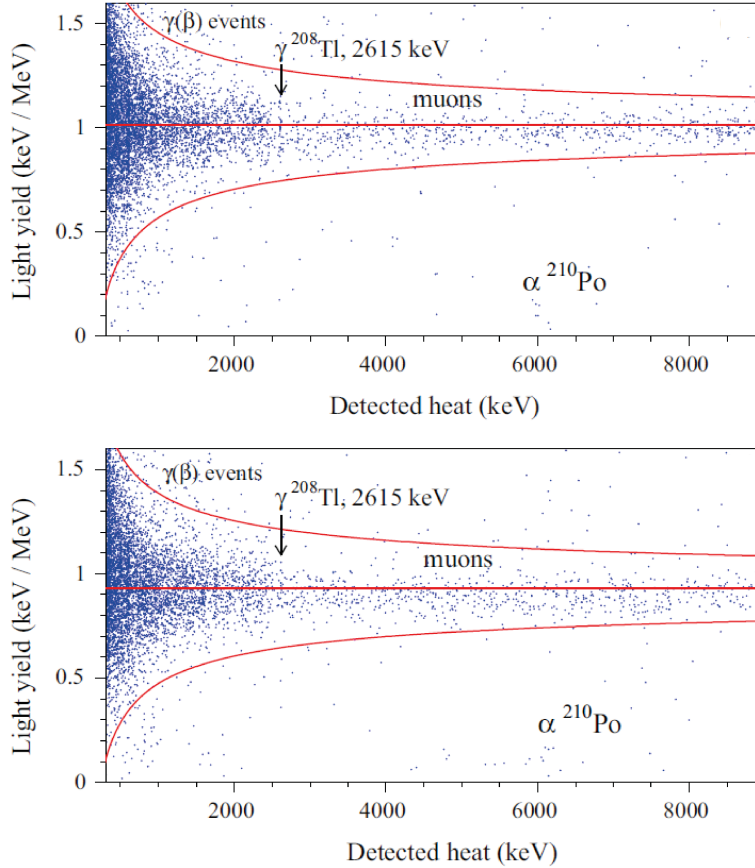 1.5
γ(β) events
γ ²⁰⁸Tl, 2615 keV
muons
1
0.5
α ²¹⁰Po
0
Light yield (keV / MeV)
2000 4000 6000 8000
Detected heat (keV)
1.5
γ(β) events
γ ²⁰⁸Tl, 2615 keV
muons
1
0.5
α ²¹⁰Po
0
Light yield (keV / MeV)
2000 4000 6000 8000
Detected heat (keV)